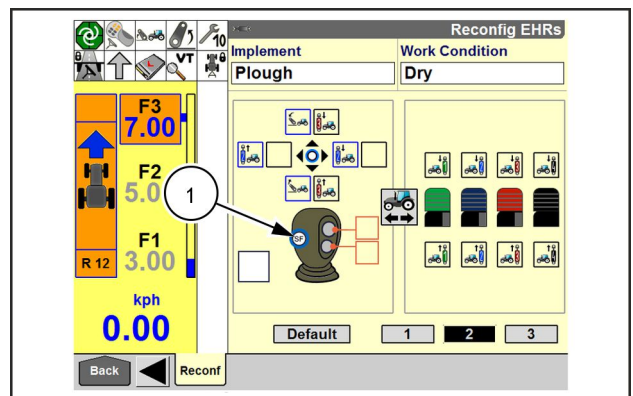 10
VT
L
Reconfig EHRs
Implement
Work Condition
Plough
Dry
F3
7.00
F2
5.0
F1
3.00
R 12
kph
0.00
1
SF
Default
1
2
3
Back
Reconf